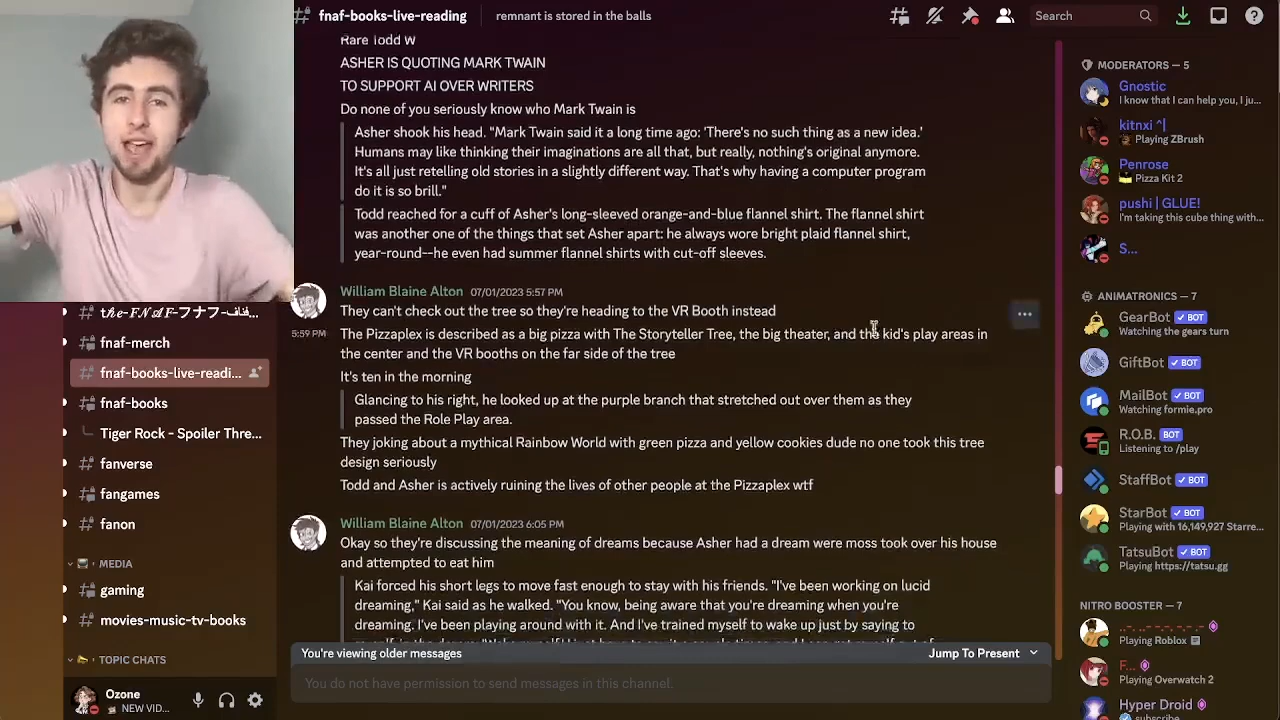 fnaf-books-live-reading
remnant is stored in the balls
Search
Rare Todd W
ASHER IS QUOTING MARK TWAIN
TO SUPPORT AI OVER WRITERS
Do none of you seriously know who Mark Twain is
Asher shook his head. "Mark Twain said it a long time ago: 'There's no such thing as a new idea.'
Humans may like thinking their imaginations are all that, but really, nothing's original anymore.
It's all just retelling old stories in a slightly different way. That's why having a computer program
do it is so brill."
Todd reached for a cuff of Asher's long-sleeved orange-and-blue flannel shirt. The flannel shirt
was another one of the things that set Asher apart: he always wore bright plaid flannel shirt,
year-round--he even had summer flannel shirts with cut-off sleeves.
William Blaine Alton 07/01/2023 5:57 PM
They can't check out the tree so they're heading to the VR Booth instead
5:59 PM
The Pizzaplex is described as a big pizza with The Storyteller Tree, the big theater, and the kid's play areas in
the center and the VR booths on the far side of the tree
It's ten in the morning
Glancing to his right, he looked up at the purple branch that stretched out over them as they
passed the Role Play area.
They joking about a mythical Rainbow World with green pizza and yellow cookies dude no one took this tree
design seriously
Todd and Asher is actively ruining the lives of other people at the Pizzaplex wtf
William Blaine Alton 07/01/2023 6:05 PM
Okay so they're discussing the meaning of dreams because Asher had a dream were moss took over his house
and attempted to eat him
Kai forced his short legs to move fast enough to stay with his friends. "I've been working on lucid
dreaming," Kai said as he walked. "You know, being aware that you're dreaming when you're
dreaming. I've been playing around with it. And I've trained myself to wake up just by saying to
You're viewing older messages
Jump To Present
You do not have permission to send messages in this channel.
fnaf-merch
fnaf-books-live-readi...
fnaf-books
Tiger Rock - Spoiler Thre...
fanverse
fangames
fanon
MEDIA
gaming
movies-music-tv-books
TOPIC CHATS
Ozone
NEW VID...
MODERATORS — 5
Gnostic
I know that I can help you, I ju...
kitnxi ^|
Playing ZBrush
Penrose
Pizza Kit 2
pushi | GLUE!
I'm taking this cube thing with...
S...
ANIMATRONICS — 7
GearBot BOT
Watching the gears turn
GiftBot BOT
MailBot BOT
Watching formie.pro
R.O.B. BOT
Listening to /play
StaffBot BOT
StarBot BOT
Playing with 16,149,927 Starre...
TatsuBot BOT
Playing https://tatsu.gg
NITRO BOOSTER — 7
Playing Roblox
F...
Playing Overwatch 2
Hyper Droid
subscribe